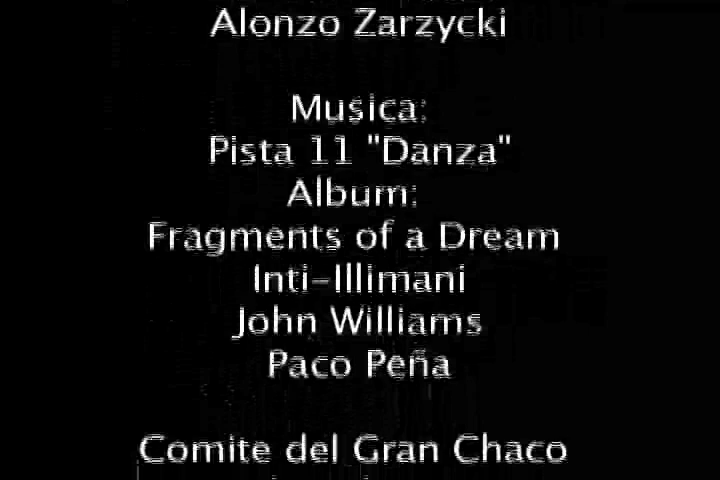 Alonzo Zarzycki
Musica:
Pista 11 "Danza"
Album:
Fragments of a Dream
Inti-Illimani
John Williams
Paco Peña
Comite del Gran Chaco